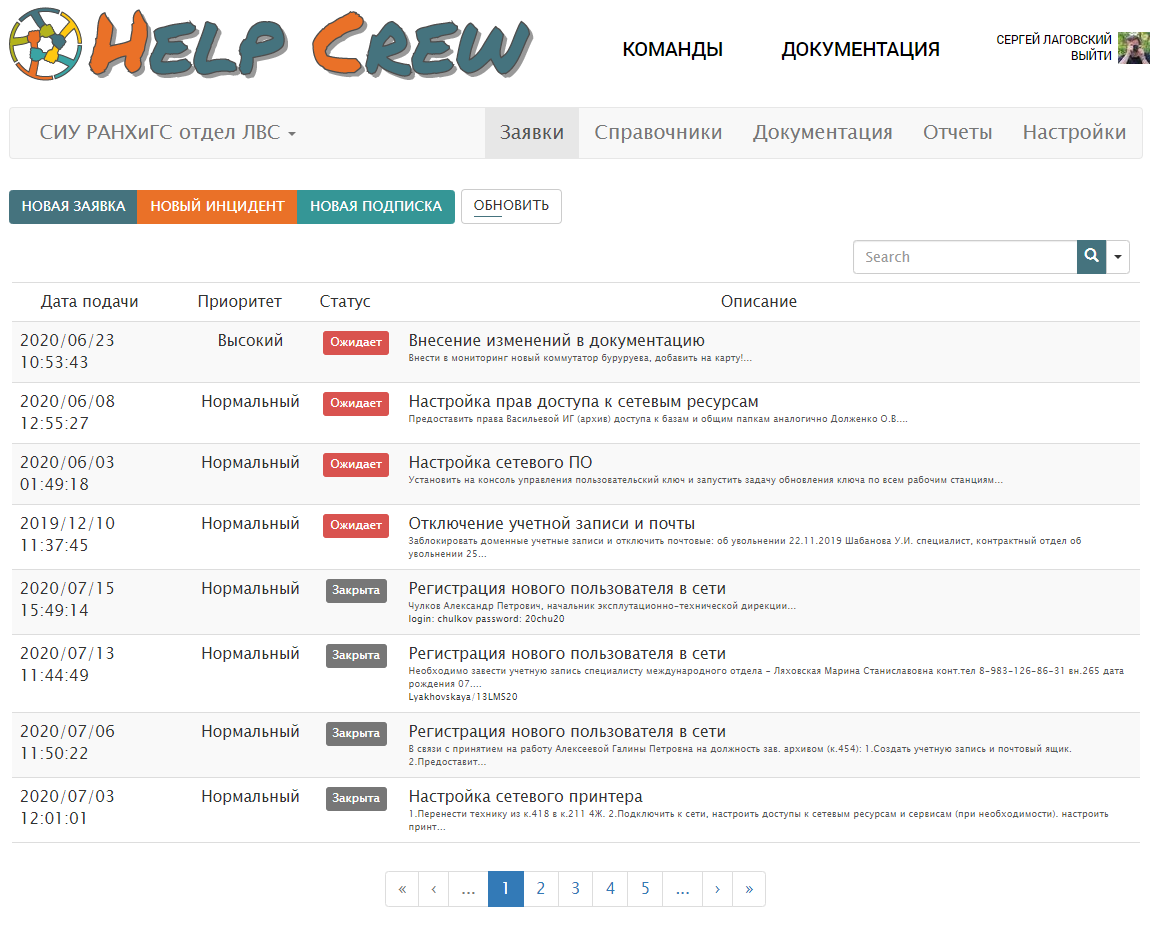 HELP CREW
КОМАНДЫ ДОКУМЕНТАЦИЯ
СЕРГЕЙ ЛАГОВСКИЙ
ВЫЙТИ
СИУ РАНХиГС отдел ЛВС
Заявки Справочники Документация Отчеты Настройки
НОВАЯ ЗАЯВКА НОВЫЙ ИНЦИДЕНТ НОВАЯ ПОДПИСКА ОБНОВИТЬ
Search
Дата подачи Приоритет Статус Описание
2020/06/23 Высокий Ожидает Внесение изменений в документацию
10:53:43 Внести в мониторинг новый коммутатор буруруева, добавить на карту!...
2020/06/08 Нормальный Ожидает Настройка прав доступа к сетевым ресурсам
12:55:27 Предоставить права Васильевой ИГ (архив) доступа к базам и общим папкам аналогично Долженко О.В....
2020/06/03 Нормальный Ожидает Настройка сетевого ПО
01:49:18 Установить на консоль управления пользовательский ключ и запустить задачу обновления ключа по всем рабочим станциям...
2019/12/10 Нормальный Ожидает Отключение учетной записи и почты
11:37:45 Заблокировать доменные учетные записи и отключить почтовые: об увольнении 22.11.2019 Шабанова У.И. специалист, контрактный отдел об
увольнении 25...
2020/07/15 Нормальный Закрыта Регистрация нового пользователя в сети
15:49:14 Чулков Александр Петрович, начальник эксплутационно-технической дирекции...
login: chulkov password: 20chu20
2020/07/13 Нормальный Закрыта Регистрация нового пользователя в сети
11:44:49 Необходимо завести учетную запись специалисту международного отдела - Ляховская Марина Станиславовна конт.тел 8-983-126-86-31 вн.265 дата
рождения 07....
Lyakhovskaya/13LMS20
2020/07/06 Нормальный Закрыта Регистрация нового пользователя в сети
11:50:22 В связи с принятием на работу Алексеевой Галины Петровна на должность зав. архивом (к.454): 1.Создать учетную запись и почтовый ящик.
2.Предоставит...
2020/07/03 Нормальный Закрыта Настройка сетевого принтера
12:01:01 1.Перенести технику из к.418 в к.211 4Ж. 2.Подключить к сети, настроить доступы к сетевым ресурсам и сервисам (при необходимости). настроить
принт...
« ‹ ... 1 2 3 4 5 ... › »